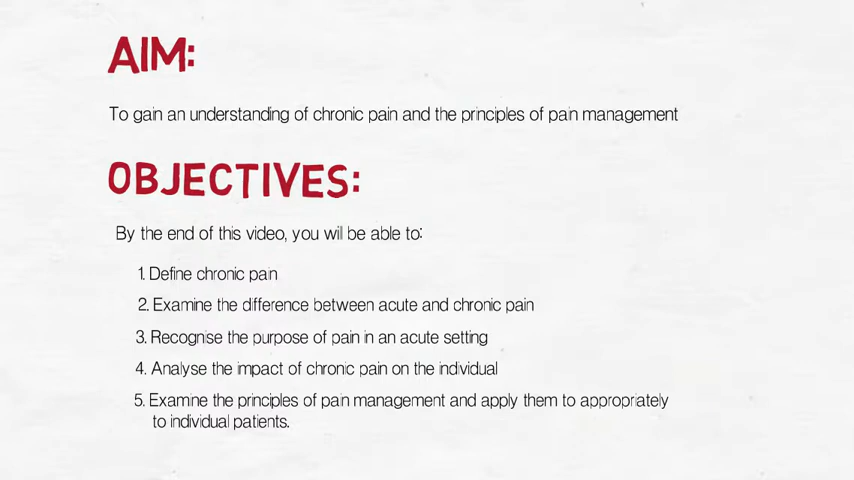 AIM:
To gain an understanding of chronic pain and the principles of pain management
OBJECTIVES:
By the end of this video, you will be able to:
1. Define chronic pain
2. Examine the difference between acute and chronic pain
3. Recognise the purpose of pain in an acute setting
4. Analyse the impact of chronic pain on the individual
5. Examine the principles of pain management and apply them to appropriately
to individual patients.